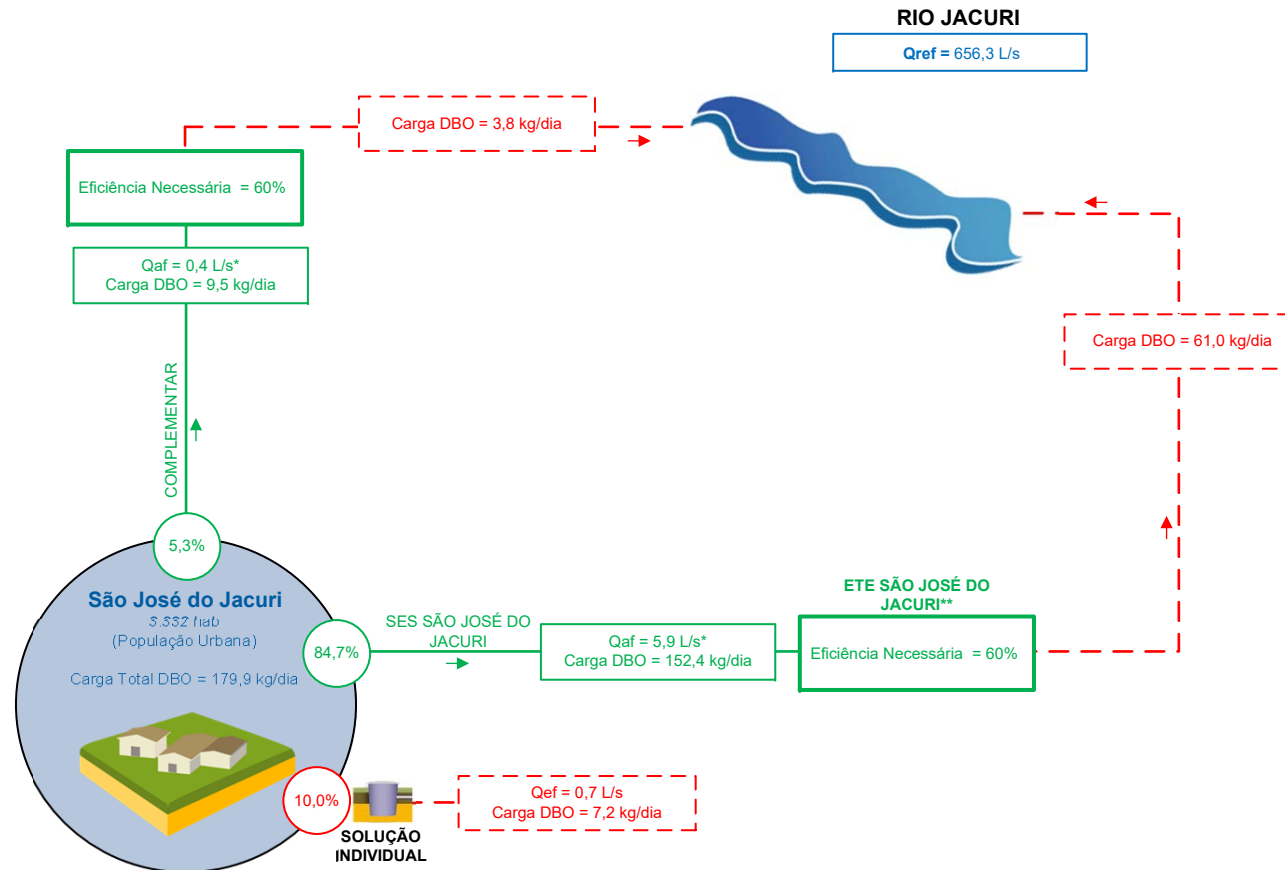 RIO JACURI
Qref = 656,3 L/s
Carga DBO = 3,8 kg/dia
Eficiência Necessária = 60%
Qaf = 0,4 L/s*
Carga DBO = 9,5 kg/dia
Carga DBO = 61,0 kg/dia
COMPLEMENTAR
5,3%
São José do Jacuri
3.332 hab
(População Urbana)
Carga Total DBO = 179,9 kg/dia
84,7%
SES SÃO JOSÉ DO
JACURI
Qaf = 5,9 L/s*
Carga DBO = 152,4 kg/dia
ETE SÃO JOSÉ DO
JACURI**
Eficiência Necessária = 60%
10,0%
SOLUÇÃO
INDIVIDUAL
Qef = 0,7 L/s
Carga DBO = 7,2 kg/dia